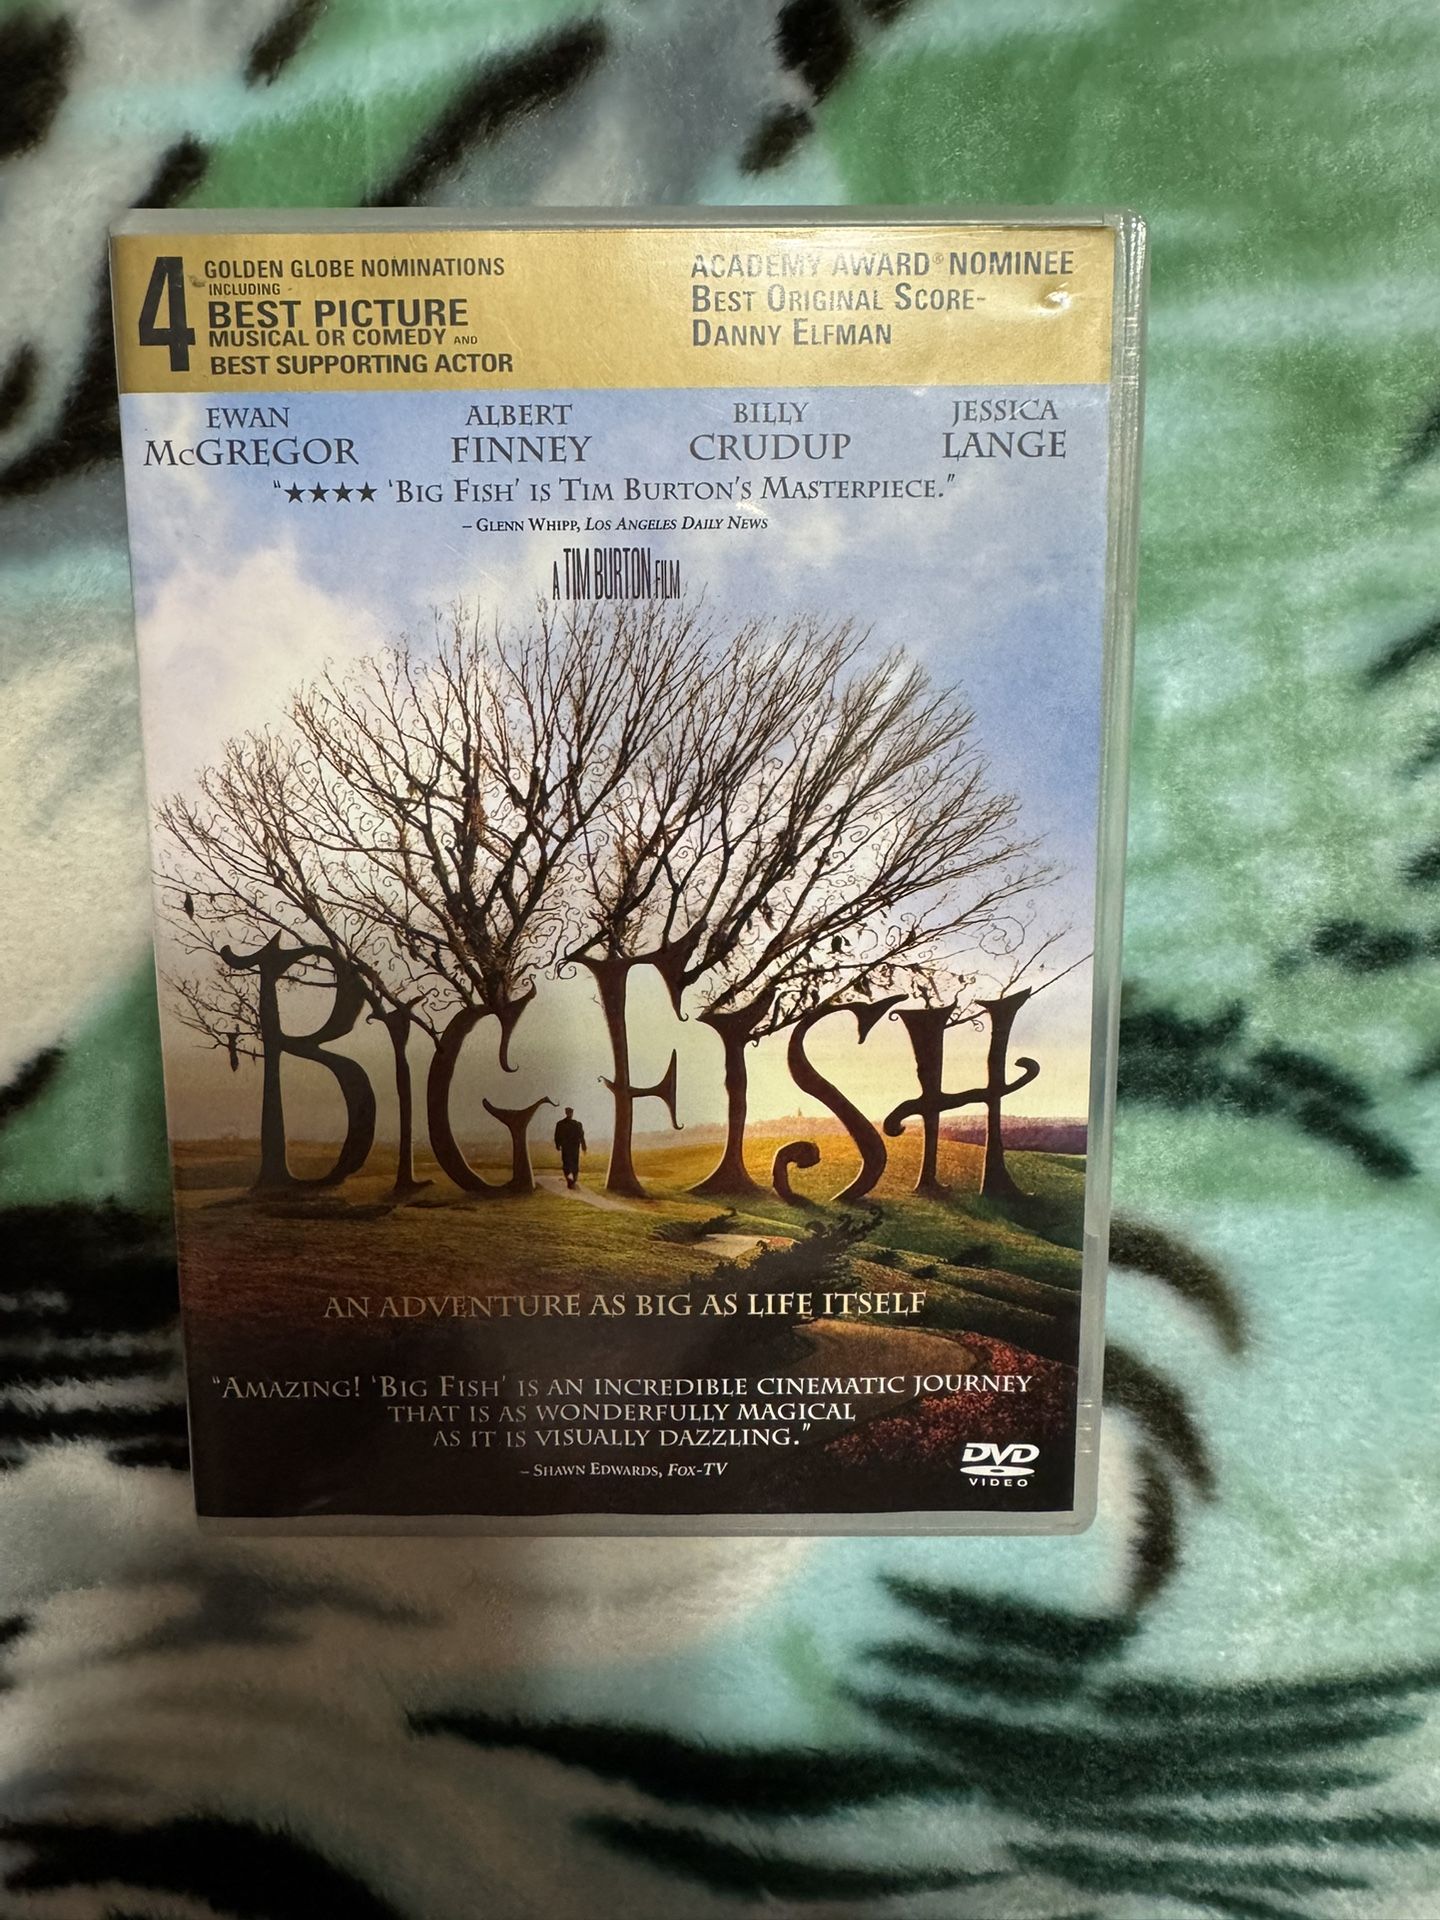 4 GOLDEN GLOBE NOMINATIONS
INCLUDING
BEST PICTURE
MUSICAL OR COMEDY AND
BEST SUPPORTING ACTOR
ACADEMY AWARD® NOMINEE
BEST ORIGINAL SCORE-
DANNY ELFMAN
EWAN McGREGOR
ALBERT FINNEY
BILLY CRUDUP
JESSICA LANGE
"★★★★ 'BIG FISH' IS TIM BURTON'S MASTERPIECE."
– GLENN WHIPP, LOS ANGELES DAILY NEWS
A TIM BURTON FILM
BIG FISH
AN ADVENTURE AS BIG AS LIFE ITSELF
"AMAZING! 'BIG FISH' IS AN INCREDIBLE CINEMATIC JOURNEY
THAT IS AS WONDERFULLY MAGICAL
AS IT IS VISUALLY DAZZLING."
– SHAWN EDWARDS, FOX-TV
DVD
VIDEO